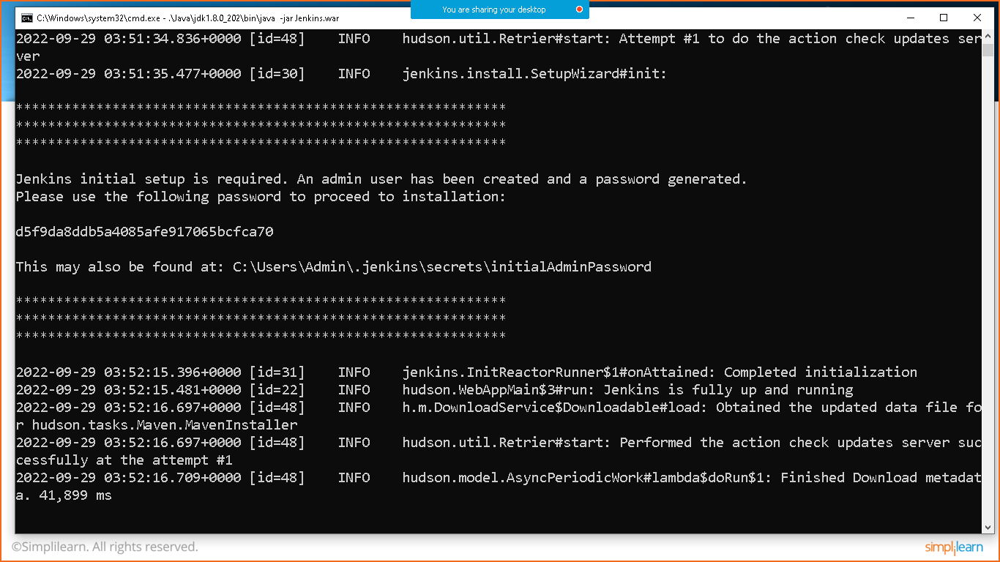 You are sharing your desktop
C:\Windows\system32\cmd.exe - .\Java\jdk1.8.0_202\bin\java -jar Jenkins.war
2022-09-29 03:51:34.836+0000 [id=48] INFO hudson.util.Retrier#start: Attempt #1 to do the action check updates ser
ver
2022-09-29 03:51:35.477+0000 [id=30] INFO jenkins.install.SetupWizard#init:
*************************************************************
*************************************************************
*************************************************************
Jenkins initial setup is required. An admin user has been created and a password generated.
Please use the following password to proceed to installation:
d5f9da8ddb5a4085afe917065bcfca70
This may also be found at: C:\Users\Admin\.jenkins\secrets\initialAdminPassword
*************************************************************
*************************************************************
*************************************************************
2022-09-29 03:52:15.396+0000 [id=31] INFO jenkins.InitReactorRunner$1#onAttained: Completed initialization
2022-09-29 03:52:15.481+0000 [id=22] INFO hudson.WebAppMain$3#run: Jenkins is fully up and running
2022-09-29 03:52:16.697+0000 [id=48] INFO h.m.DownloadService$Downloadable#load: Obtained the updated data file fo
r hudson.tasks.Maven.MavenInstaller
2022-09-29 03:52:16.697+0000 [id=48] INFO hudson.util.Retrier#start: Performed the action check updates server suc
cessfully at the attempt #1
2022-09-29 03:52:16.709+0000 [id=48] INFO hudson.model.AsyncPeriodicWork#lambda$doRun$1: Finished Download metadat
a. 41,899 ms
©Simplilearn. All rights reserved.
simplilearn